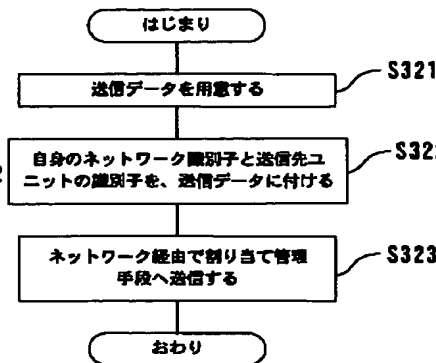 はじまり
送信データを用意する
S321
自身のネットワーク識別子と送信先ユ
ニットの識別子を、送信データに付ける
S322
ネットワーク経由で割り当て管理
手段へ送信する
S323
おわり